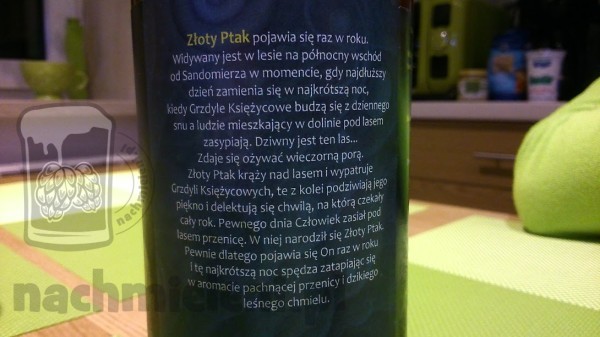 Złoty Ptak pojawia się raz w roku.
Widywany jest w lesie na północny wschód
od Sandomierza w momencie, gdy najdłuższy
dzień zamienia się w najkrótszą noc,
kiedy Grzdyle Księżycowe budzą się z dziennego
snu a ludzie mieszkający w dolinie pod lasem
zasypiają. Dziwny jest ten las...
Zdaje się ożywać wieczorną porą.
Złoty Ptak krąży nad lasem i wypatruje
Grzdyli Księżycowych, te z kolei podziwiają jego
piękno i delektują się chwilą, na którą czekały
cały rok. Pewnego dnia Człowiek zasiał pod
lasem przenicę. W niej narodził się Złoty Ptak.
Pewnie dlatego pojawia się On raz w roku
i tę najkrótszą noc spędza zatapiając się
w aromacie pachnącej przenicy i dzikiego
leśnego chmielu.